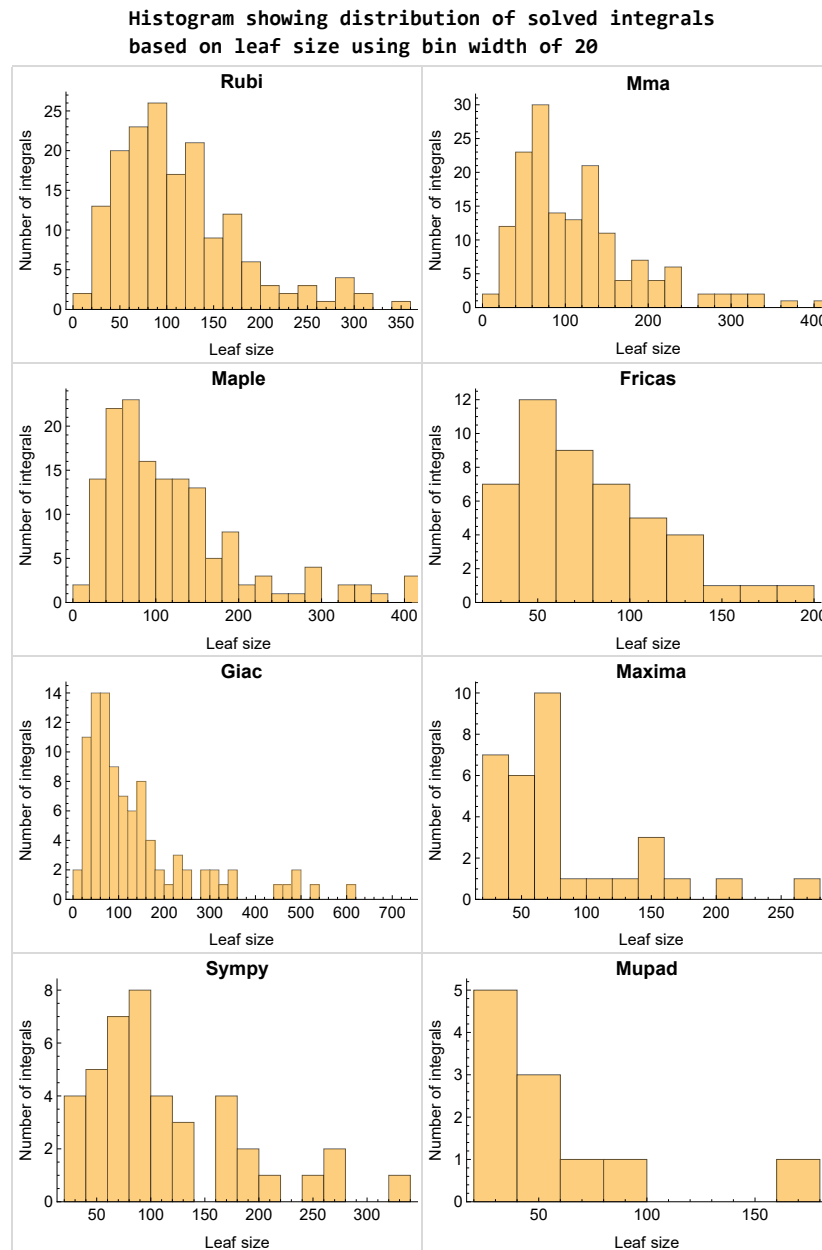 Histogram showing distribution of solved integrals
based on leaf size using bin width of 20
Rubi
Number of integrals
25
20
15
10
5
0
0 50 100 150 200 250 300 350
Leaf size
Mma
Number of integrals
30
25
20
15
10
5
0
0 100 200 300 400
Leaf size
Maple
Number of integrals
20
15
10
5
0
0 100 200 300 400
Leaf size
Fricas
Number of integrals
12
10
8
6
4
2
0
50 100 150 200
Leaf size
Giac
Number of integrals
14
12
10
8
6
4
2
0
0 100 200 300 400 500 600 700
Leaf size
Maxima
Number of integrals
10
8
6
4
2
0
50 100 150 200 250
Leaf size
Sympy
Number of integrals
8
6
4
2
0
50 100 150 200 250 300
Leaf size
Mupad
Number of integrals
5
4
3
2
1
0
50 100 150
Leaf size